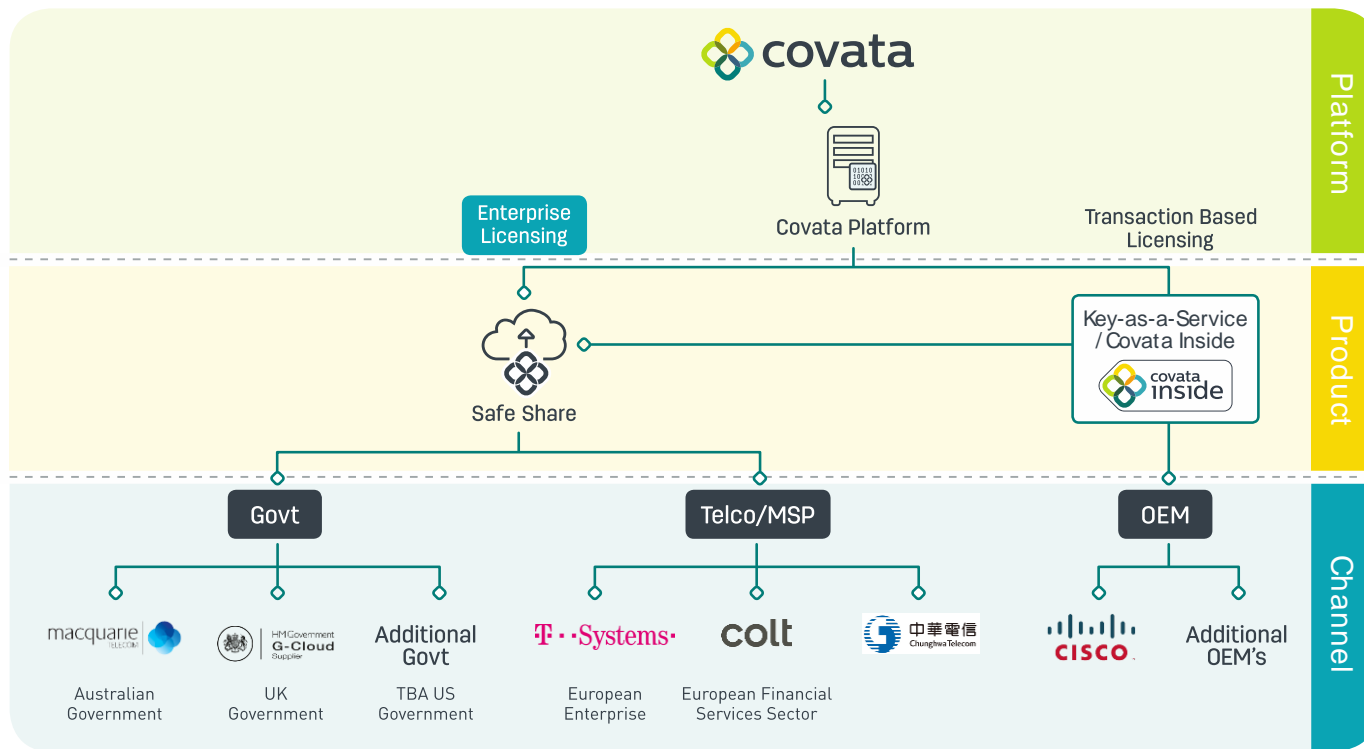 covata
Platform
01010
Covata Platform
Enterprise
Licensing
Transaction Based
Licensing
Product
Key-as-a-Service
/ Covata Inside
covata
inside
Safe Share
Channel
Govt
Telco/MSP
OEM
macquarie
TELECOM
HM Government
G-Cloud
Supplier
Additional
Govt
T··Systems·
colt
中華電信
Chunghwa Telecom
CISCO
Additional
OEM's
Australian
Government
UK
Government
TBA US
Government
European
Enterprise
European Financial
Services Sector